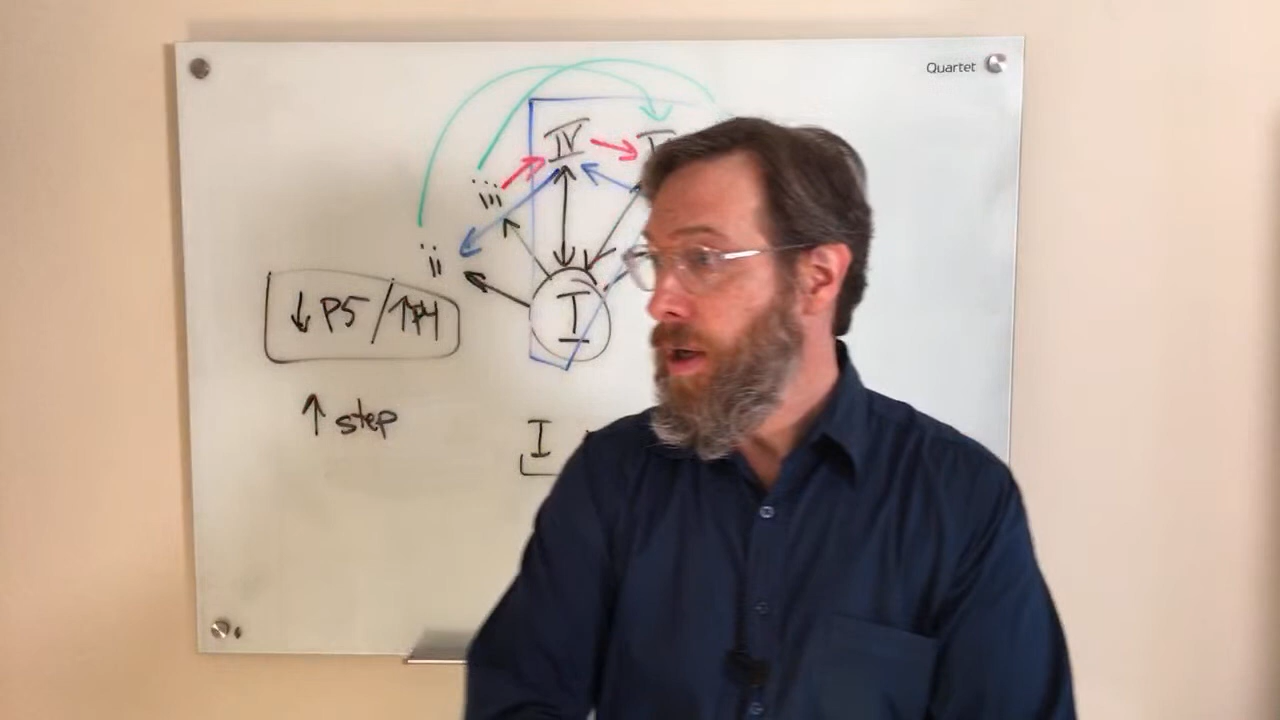 Quartet
IV
iii
ii
I
↓ P5 / ↑P4
↑ step
I